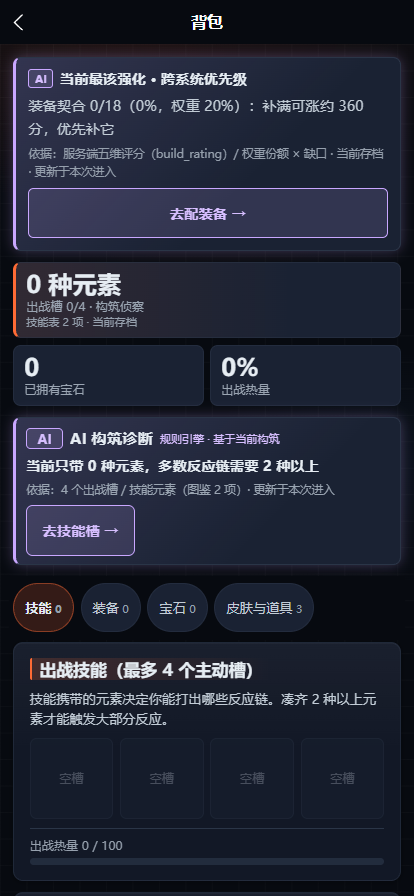 背包
AI 当前最该强化 · 跨系统优先级
装备契合 0/18（0%，权重 20%）：补满可涨约 360
分，优先补它
依据：服务端五维评分（build_rating）/ 权重份额 × 缺口 · 当前存档
· 更新于本次进入
去配装备 →
0 种元素
出战槽 0/4 · 构筑侦察
技能表 2 项 · 当前存档
0
已拥有宝石
0%
出战热量
AI AI 构筑诊断 规则引擎 · 基于当前构筑
当前只带 0 种元素，多数反应链需要 2 种以上
依据：4 个出战槽 / 技能元素（图鉴 2 项）· 更新于本次进入
去技能槽 →
技能 0 装备 0 宝石 0 皮肤与道具 3
出战技能（最多 4 个主动槽）
技能携带的元素决定你能打出哪些反应链。凑齐 2 种以上元
素才能触发大部分反应。
空槽 空槽 空槽 空槽
出战热量 0 / 100